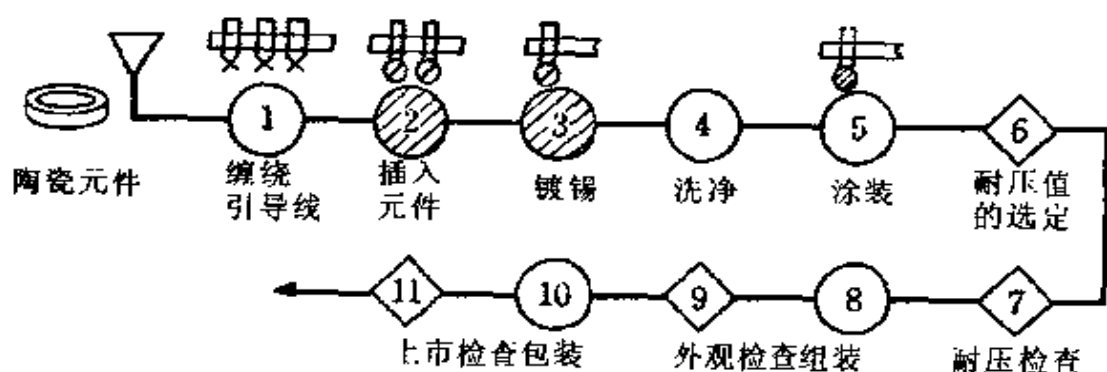 1
2
3
4
5
6
陶瓷元件
缠绕
引导线
插入
元件
镀锡
洗净
涂装
耐压值
的选定
11
10
9
8
7
上市检查包装
外观检查组装
耐压检查